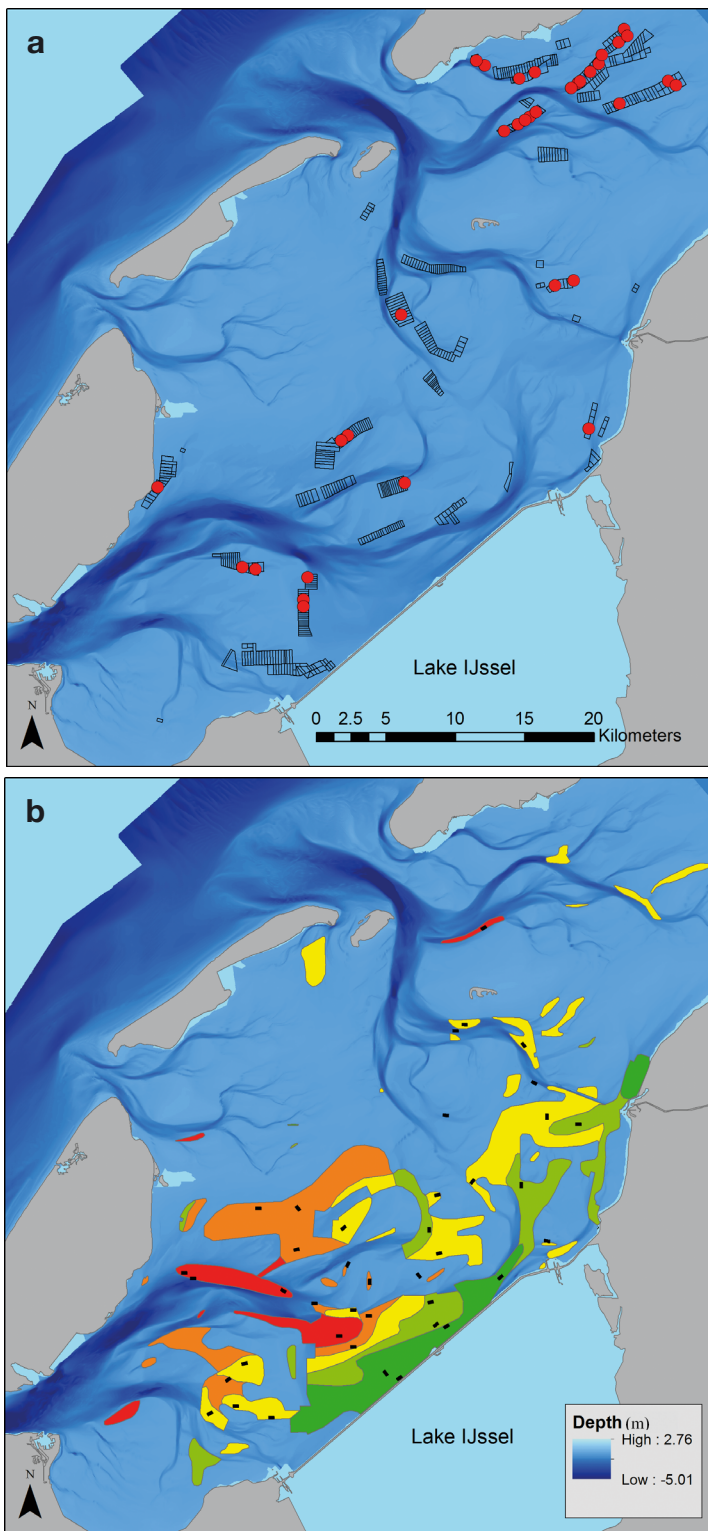 a
Lake IJssel
N
0 2.5 5 10 15 20
Kilometers
b
Depth (m)
High : 2.76
Low : -5.01
Lake IJssel
N